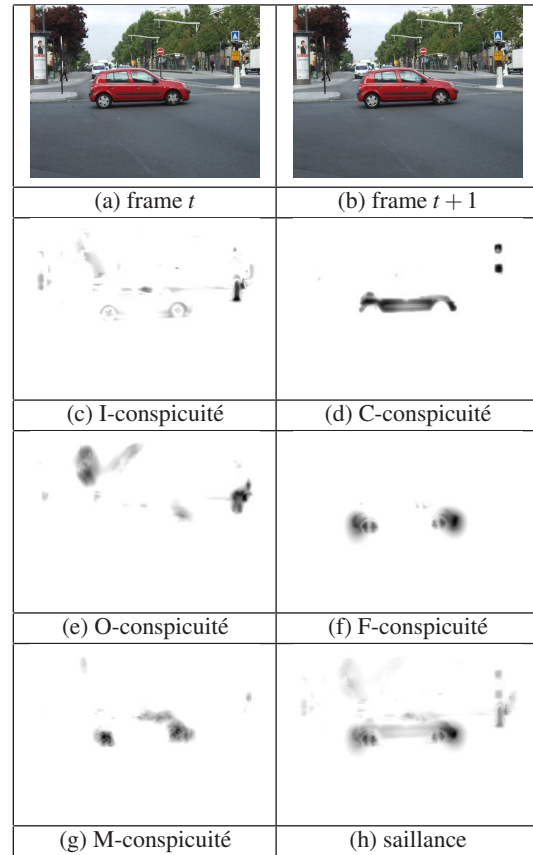 (a) frame t
(b) frame t + 1
(c) I-conspicuité
(d) C-conspicuité
(e) O-conspicuité
(f) F-conspicuité
(g) M-conspicuité
(h) saillance